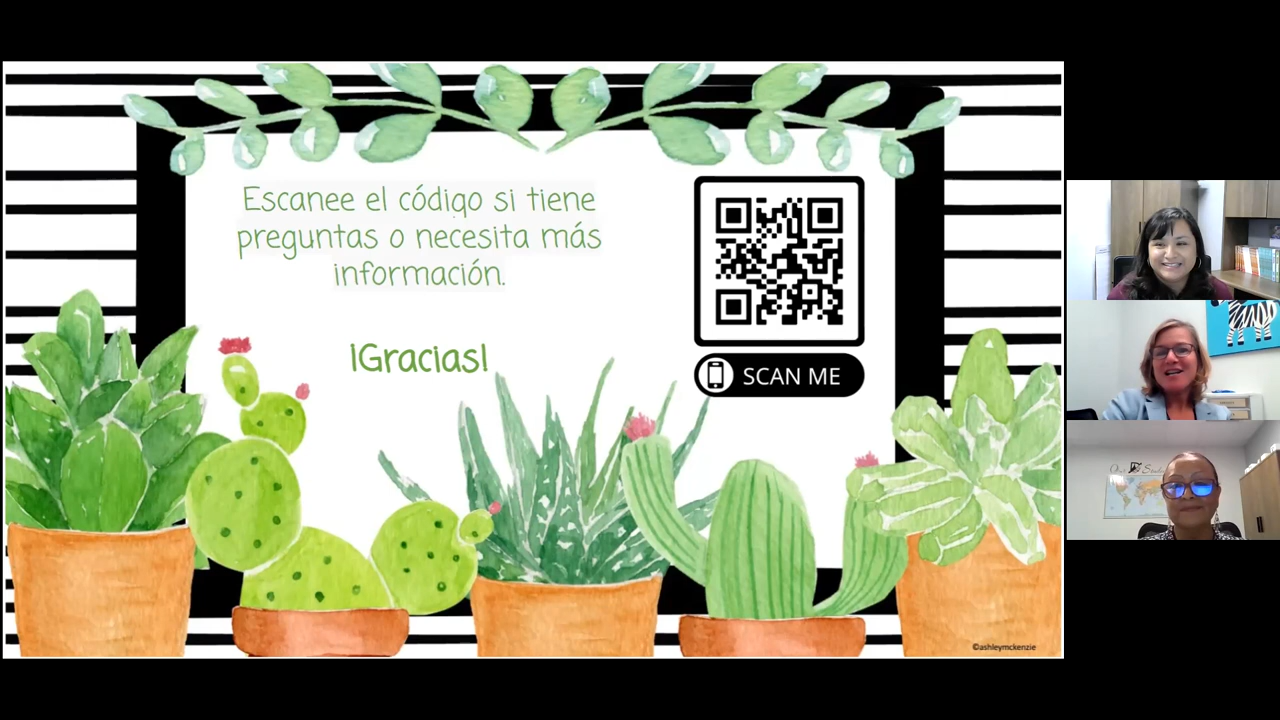 Escanee el código si tiene
preguntas o necesita más
información.
¡Gracias!
SCAN ME
©ashleymckenzie